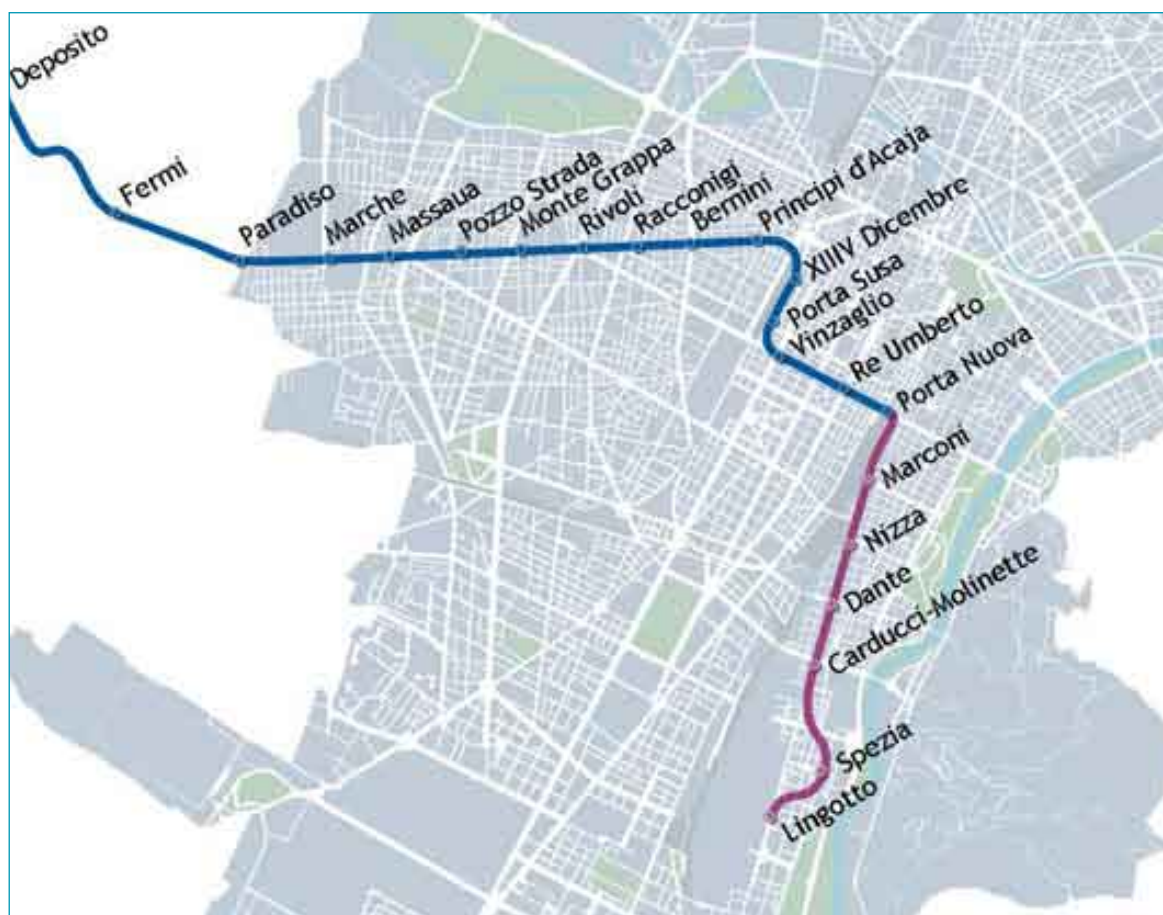 Deposito
Fermi
Paradiso
Marche
Massaua
Pozzo Strada
Monte Grappa
Rivoli
Racconigi
Bernini
Principi d'Acaja
XIIIV Dicembre
Porta Susa
Vinzaglio
Re Umberto
Porta Nuova
Marconi
Nizza
Dante
Carducci-Molinette
Spezia
Lingotto